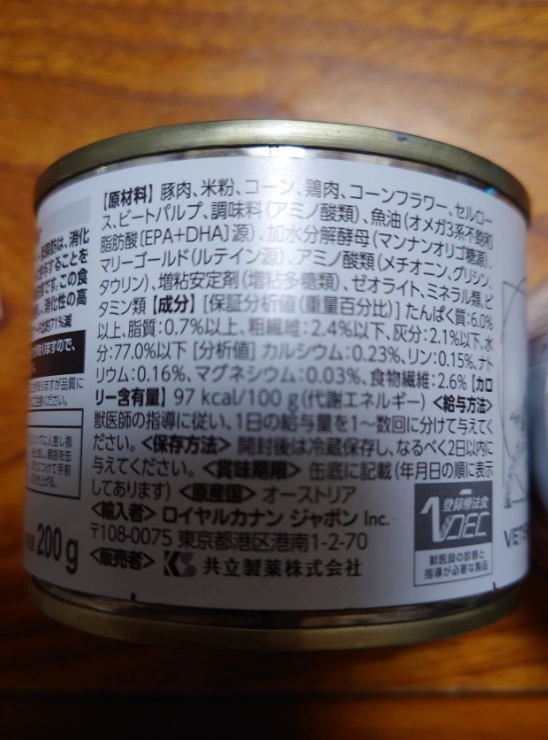 【原材料】豚肉、米粉、コーン、鶏肉、コーンフラワー、セルロー
ス、ビートパルプ、調味料(アミノ酸類)、魚油(オメガ3系不飽和
脂肪酸[EPA+DHA]源)、加水分解酵母(マンナンオリゴ糖源)、
マリーゴールド(ルテイン源)、アミノ酸類(メチオニン、グリシン、
タウリン)、増粘安定剤(増粘多糖類)、ゼオライト、ミネラル類、ビ
タミン類【成分】[保証分析値(重量百分比)]たんぱく質:6.0%
以上、脂質:0.7%以上、粗繊維:2.4%以下、灰分:2.1%以下、水
分:77.0%以下[分析値]カルシウム:0.23%、リン:0.15%、ナト
リウム:0.16%、マグネシウム:0.03%、食物繊維:2.6%【カロ
リー含有量】97 kcal/100 g(代謝エネルギー)<給与方法>
獣医師の指導に従い、1日の給与量を1〜数回に分けて与えてく
ださい。<保存方法>開封後は冷蔵保存し、なるべく2日以内に
与えてください。<賞味期限>缶底に記載(年月日の順に表示
してあります)<原産国>オーストリア
<輸入者>ロイヤルカナン ジャポン Inc.
〒108-0075 東京都港区港南1-2-70
<販売者>KS 共立製薬株式会社
登録療法食
獣医師の診断と
指導が必要な製品
200 g